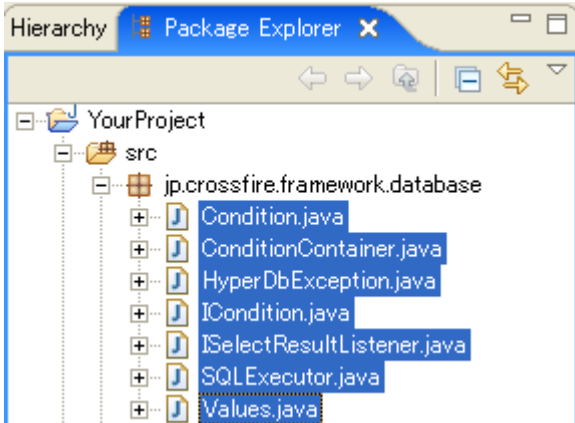 Hierarchy Package Explorer
YourProject
src
jp.crossfire.framework.database
Condition.java
ConditionContainer.java
HyperDbException.java
ICondition.java
ISelectResultListener.java
SQLExecutor.java
Values.java